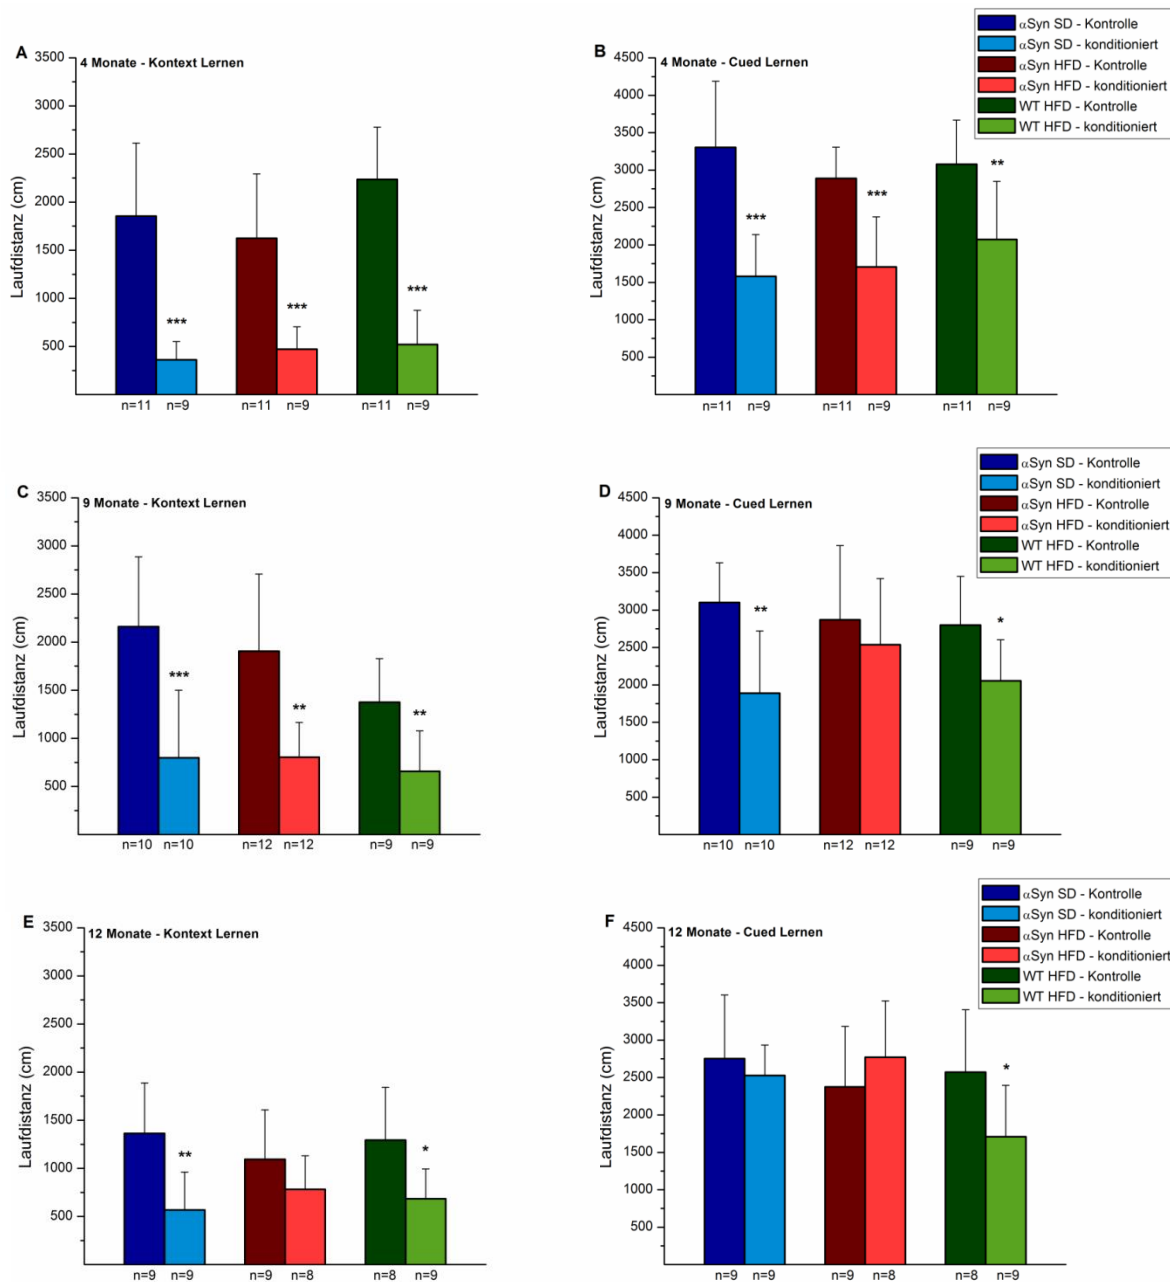 A
4 Monate - Kontext Lernen
Laufdistanz (cm)
3500
3000
2500
2000
1500
1000
500
***
***
***
n=11 n=9 n=11 n=9 n=11 n=9
B
4 Monate - Cued Lernen
Laufdistanz (cm)
4500
4000
3500
3000
2500
2000
1500
1000
500
***
***
**
n=11 n=9 n=11 n=9 n=11 n=9
αSyn SD - Kontrolle
αSyn SD - konditioniert
αSyn HFD - Kontrolle
αSyn HFD - konditioniert
WT HFD - Kontrolle
WT HFD - konditioniert
C
9 Monate - Kontext Lernen
Laufdistanz (cm)
3500
3000
2500
2000
1500
1000
500
***
**
**
n=10 n=10 n=12 n=12 n=9 n=9
D
9 Monate - Cued Lernen
Laufdistanz (cm)
4500
4000
3500
3000
2500
2000
1500
1000
500
**
*
n=10 n=10 n=12 n=12 n=9 n=9
αSyn SD - Kontrolle
αSyn SD - konditioniert
αSyn HFD - Kontrolle
αSyn HFD - konditioniert
WT HFD - Kontrolle
WT HFD - konditioniert
E
12 Monate - Kontext Lernen
Laufdistanz (cm)
3500
3000
2500
2000
1500
1000
500
**
*
n=9 n=9 n=9 n=8 n=8 n=9
F
12 Monate - Cued Lernen
Laufdistanz (cm)
4500
4000
3500
3000
2500
2000
1500
1000
500
*
n=9 n=9 n=9 n=8 n=8 n=9
αSyn SD - Kontrolle
αSyn SD - konditioniert
αSyn HFD - Kontrolle
αSyn HFD - konditioniert
WT HFD - Kontrolle
WT HFD - konditioniert